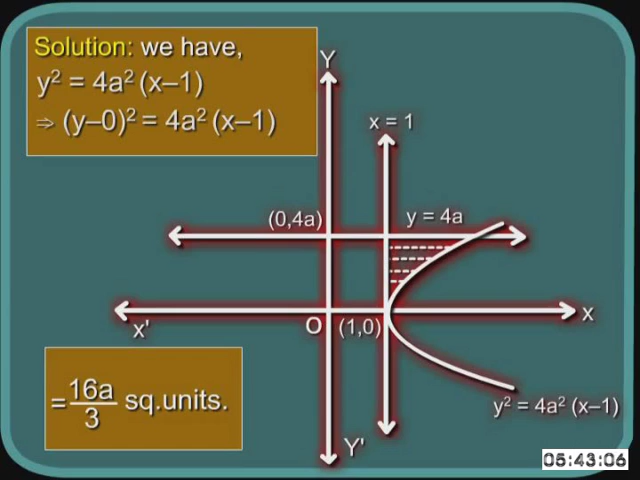 Solution: we have,
y² = 4a² (x–1)
⇒ (y–0)² = 4a² (x–1)
Y
x = 1
(0,4a)
y = 4a
x'
O
(1,0)
x
= 16a/3 sq.units.
y² = 4a² (x–1)
Y'
05:43:06